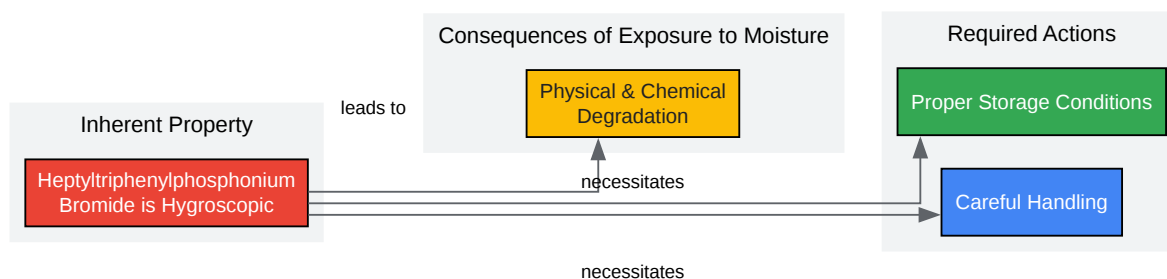 Inherent Property
Heptyltriphenylphosphonium
Bromide is Hygroscopic
leads to
Consequences of Exposure to Moisture
Physical & Chemical
Degradation
necessitates
necessitates
Required Actions
Proper Storage Conditions
Careful Handling